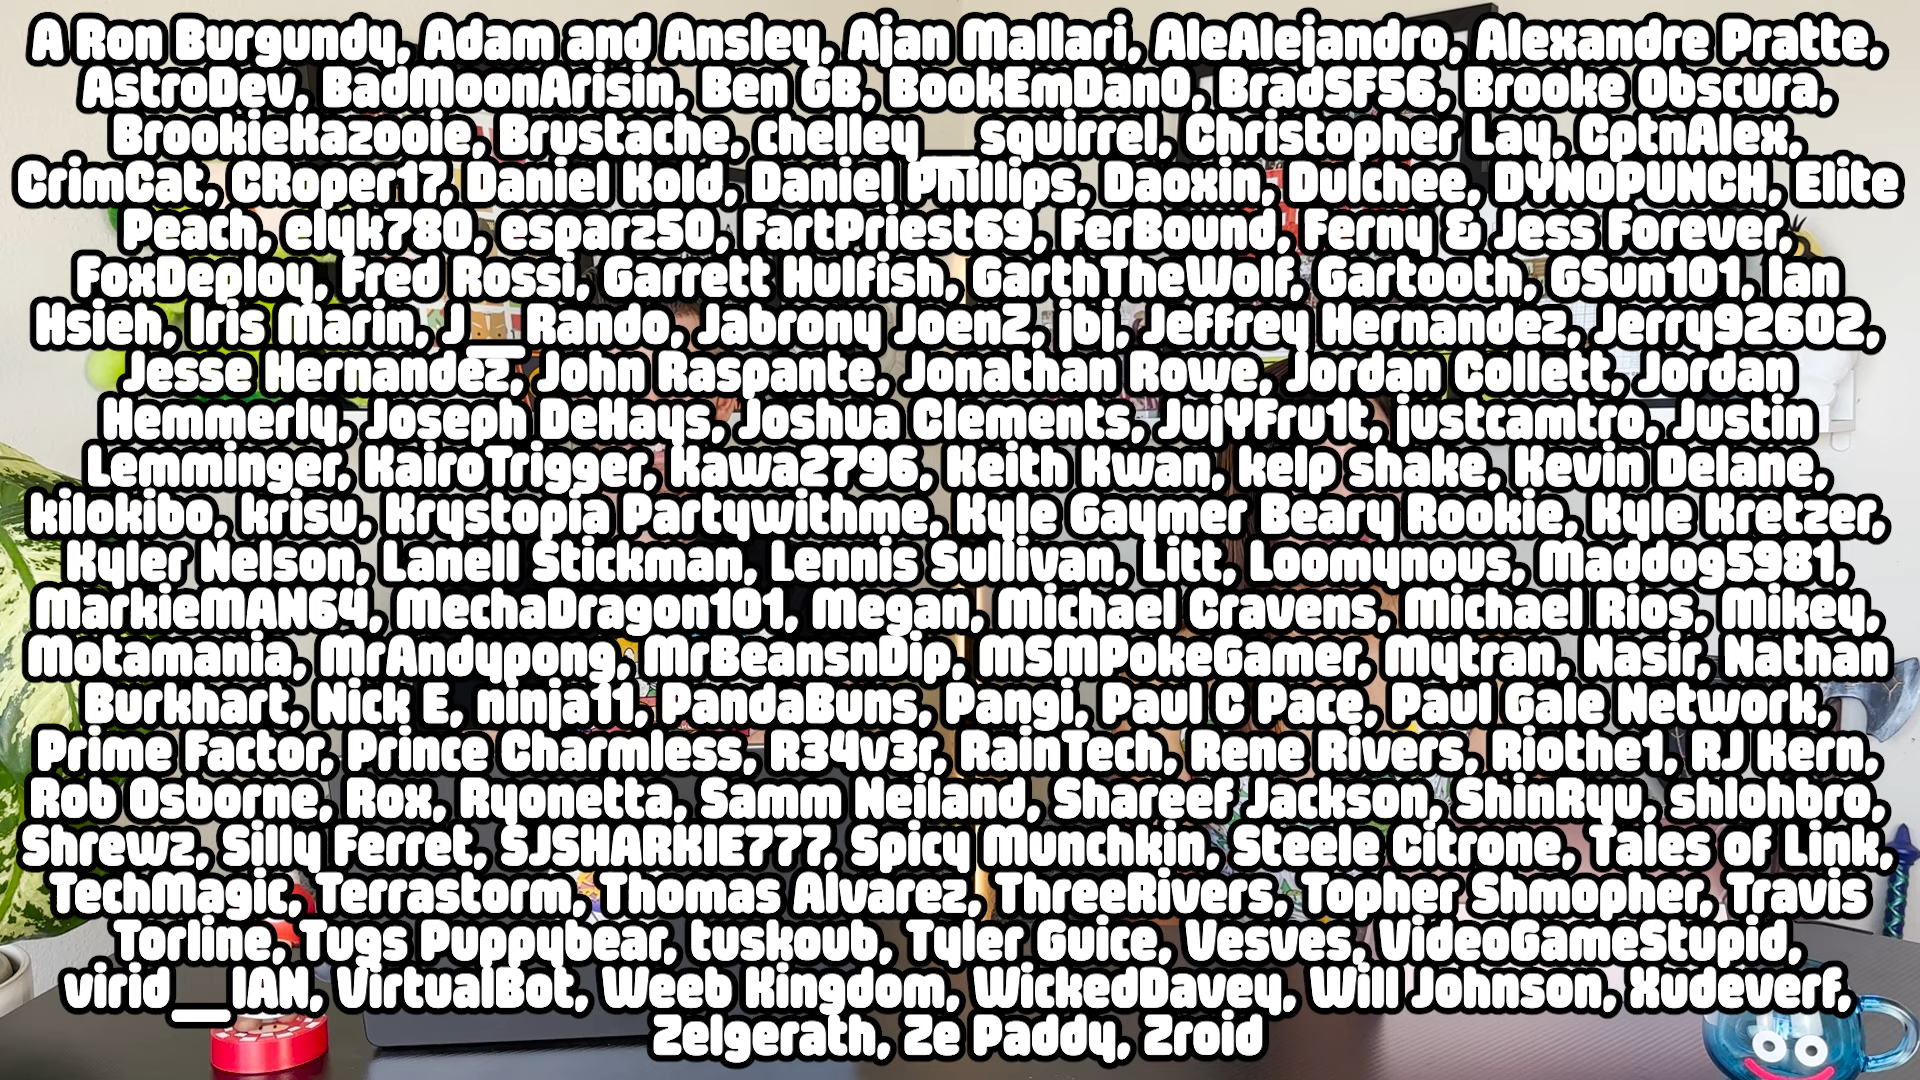 A Ron Burgundy, Adam and Ansley, Ajan Mallari, AleAlejandro, Alexandre Pratte,
AstroDev, BadMoonArisin, Ben GB, BookEmDanO, BradSF56, Brooke Obscura,
BrookieKazooie, Brustache, chelley__squirrel, Christopher Lay, CptnAlex,
CrimCat, CRoper17, Daniel Kold, Daniel Phillips, Daoxin, Dulchee, DYNOPUNCH, Elite
Peach, elyk780, esparz50, FartPriest69, FerBound, Ferny & Jess Forever,
FoxDeploy, Fred Rossi, Garrett Hulfish, GarthTheWolf, Gartooth, GSun101, Ian
Hsieh, Iris Marin, J__Rando, Jabrony JoenZ, jbj, Jeffrey Hernandez, Jerry92602,
Jesse Hernandez, John Raspante, Jonathan Rowe, Jordan Collett, Jordan
Hemmerly, Joseph DeHays, Joshua Clements, JujYFru1t, justcamtro, Justin
Lemminger, KairoTrigger, Kawa2796, Keith Kwan, kelp shake, Kevin Delane,
kilokibo, krisu, Krystopia Partywithme, Kyle Gaymer Beary Rookie, Kyle Kretzer,
Kyler Nelson, Lanell Stickman, Lennis Sullivan, Litt, Loomynous, Maddog5981,
MarkieMAN64, MechaDragon101, Megan, Michael Cravens, Michael Rios, Mikey,
Motamania, MrAndypong, MrBeansnDip, MSMPokeGamer, Mytran, Nasir, Nathan
Burkhart, Nick E, ninja11, PandaBuns, Pangi, Paul C Pace, Paul Gale Network,
Prime Factor, Prince Charmless, R34v3r, RainTech, Rene Rivers, Riothe1, RJ Kern,
Rob Osborne, Rox, Ryonetta, Samm Neiland, Shareef Jackson, ShinRyu, shlohbro,
Shrewz, Silly Ferret, SJSHARKIE777, Spicy Munchkin, Steele Citrone, Tales of Link,
TechMagic, Terrastorm, Thomas Alvarez, ThreeRivers, Topher Shmopher, Travis
Torline, Tugs Puppybear, tuskoub, Tyler Guice, Vesves, VideoGameStupid,
virid__IAN, VirtualBot, Weeb Kingdom, WickedDavey, Will Johnson, Xudeverf,
Zelgerath, Ze Paddy, Zroid